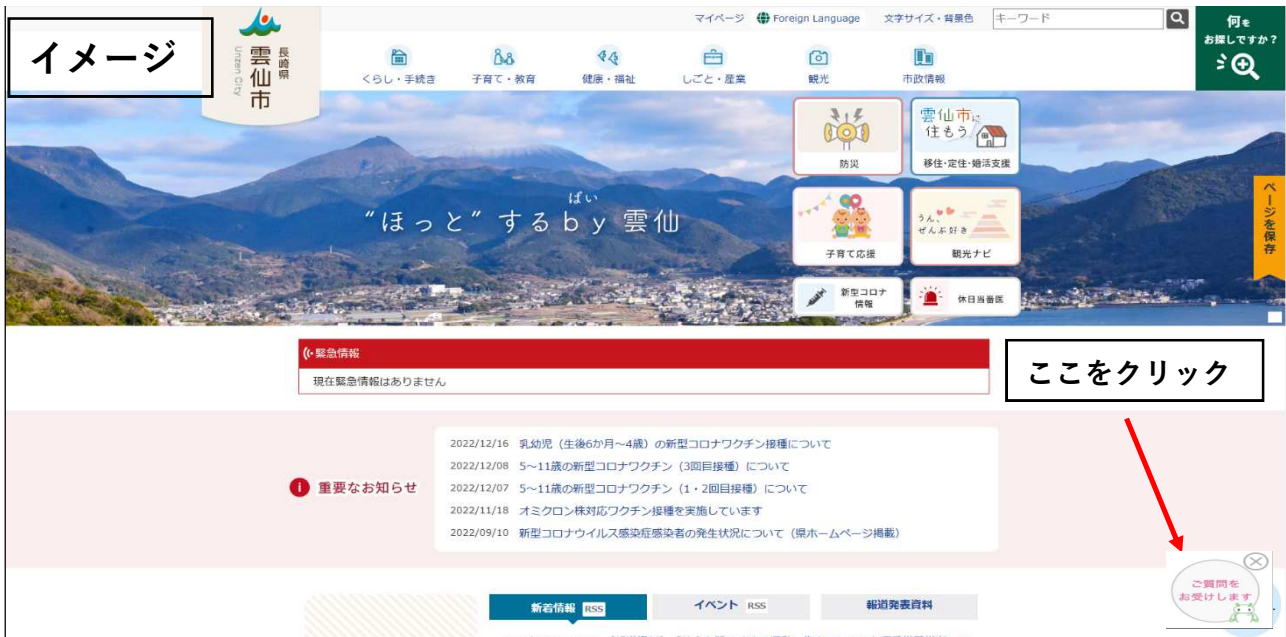 イメージ
長崎県
雲仙市
Unzen City
マイページ
Foreign Language
文字サイズ・背景色
キーワード
何を
お探しですか？
くらし・手続き
子育て・教育
健康・福祉
しごと・産業
観光
市政情報
防災
雲仙市に
住もう
移住・定住・婚活支援
ばい
“ほっと”するby雲仙
子育て応援
うん、
ぜんぶ好き
観光ナビ
新型コロナ
情報
休日当番医
ページを保存
緊急情報
現在緊急情報はありません
ここをクリック
重要なお知らせ
2022/12/16 乳幼児（生後6か月～4歳）の新型コロナワクチン接種について
2022/12/08 5～11歳の新型コロナワクチン（3回目接種）について
2022/12/07 5～11歳の新型コロナワクチン（1・2回目接種）について
2022/11/18 オミクロン株対応ワクチン接種を実施しています
2022/09/10 新型コロナウイルス感染症感染者の発生状況について（県ホームページ掲載）
ご質問を
お受けします
新着情報 RSS
イベント RSS
報道発表資料